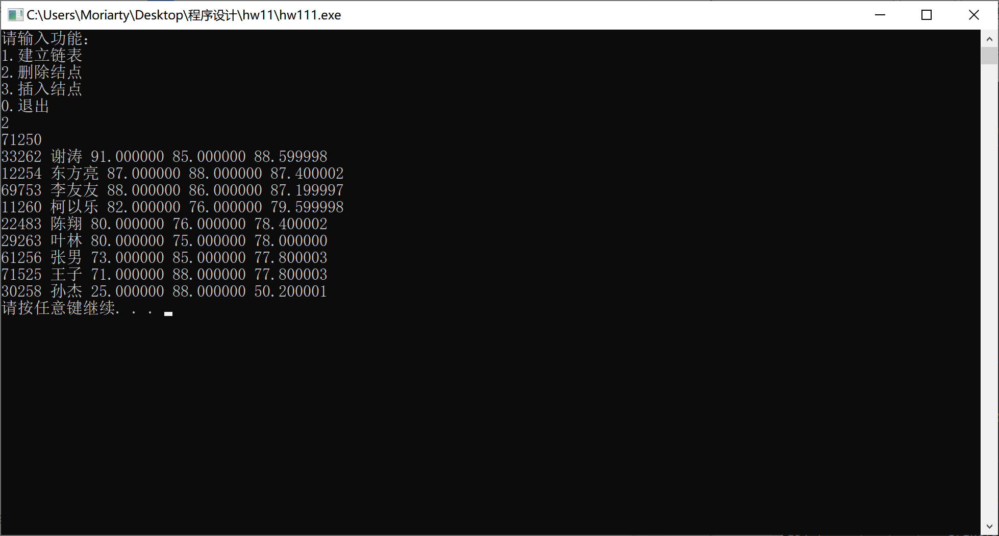 C:\Users\Moriarty\Desktop\程序设计\hw11\hw111.exe
请输入功能:
1.建立链表
2.删除结点
3.插入结点
0.退出
2
71250
33262 谢涛 91.000000 85.000000 88.599998
12254 东方亮 87.000000 88.000000 87.400002
69753 李友友 88.000000 86.000000 87.199997
11260 柯以乐 82.000000 76.000000 79.599998
22483 陈翔 80.000000 76.000000 78.400002
29263 叶林 80.000000 75.000000 78.000000
61256 张男 73.000000 85.000000 77.800003
71525 王子 71.000000 88.000000 77.800003
30258 孙杰 25.000000 88.000000 50.200001
请按任意键继续. . .